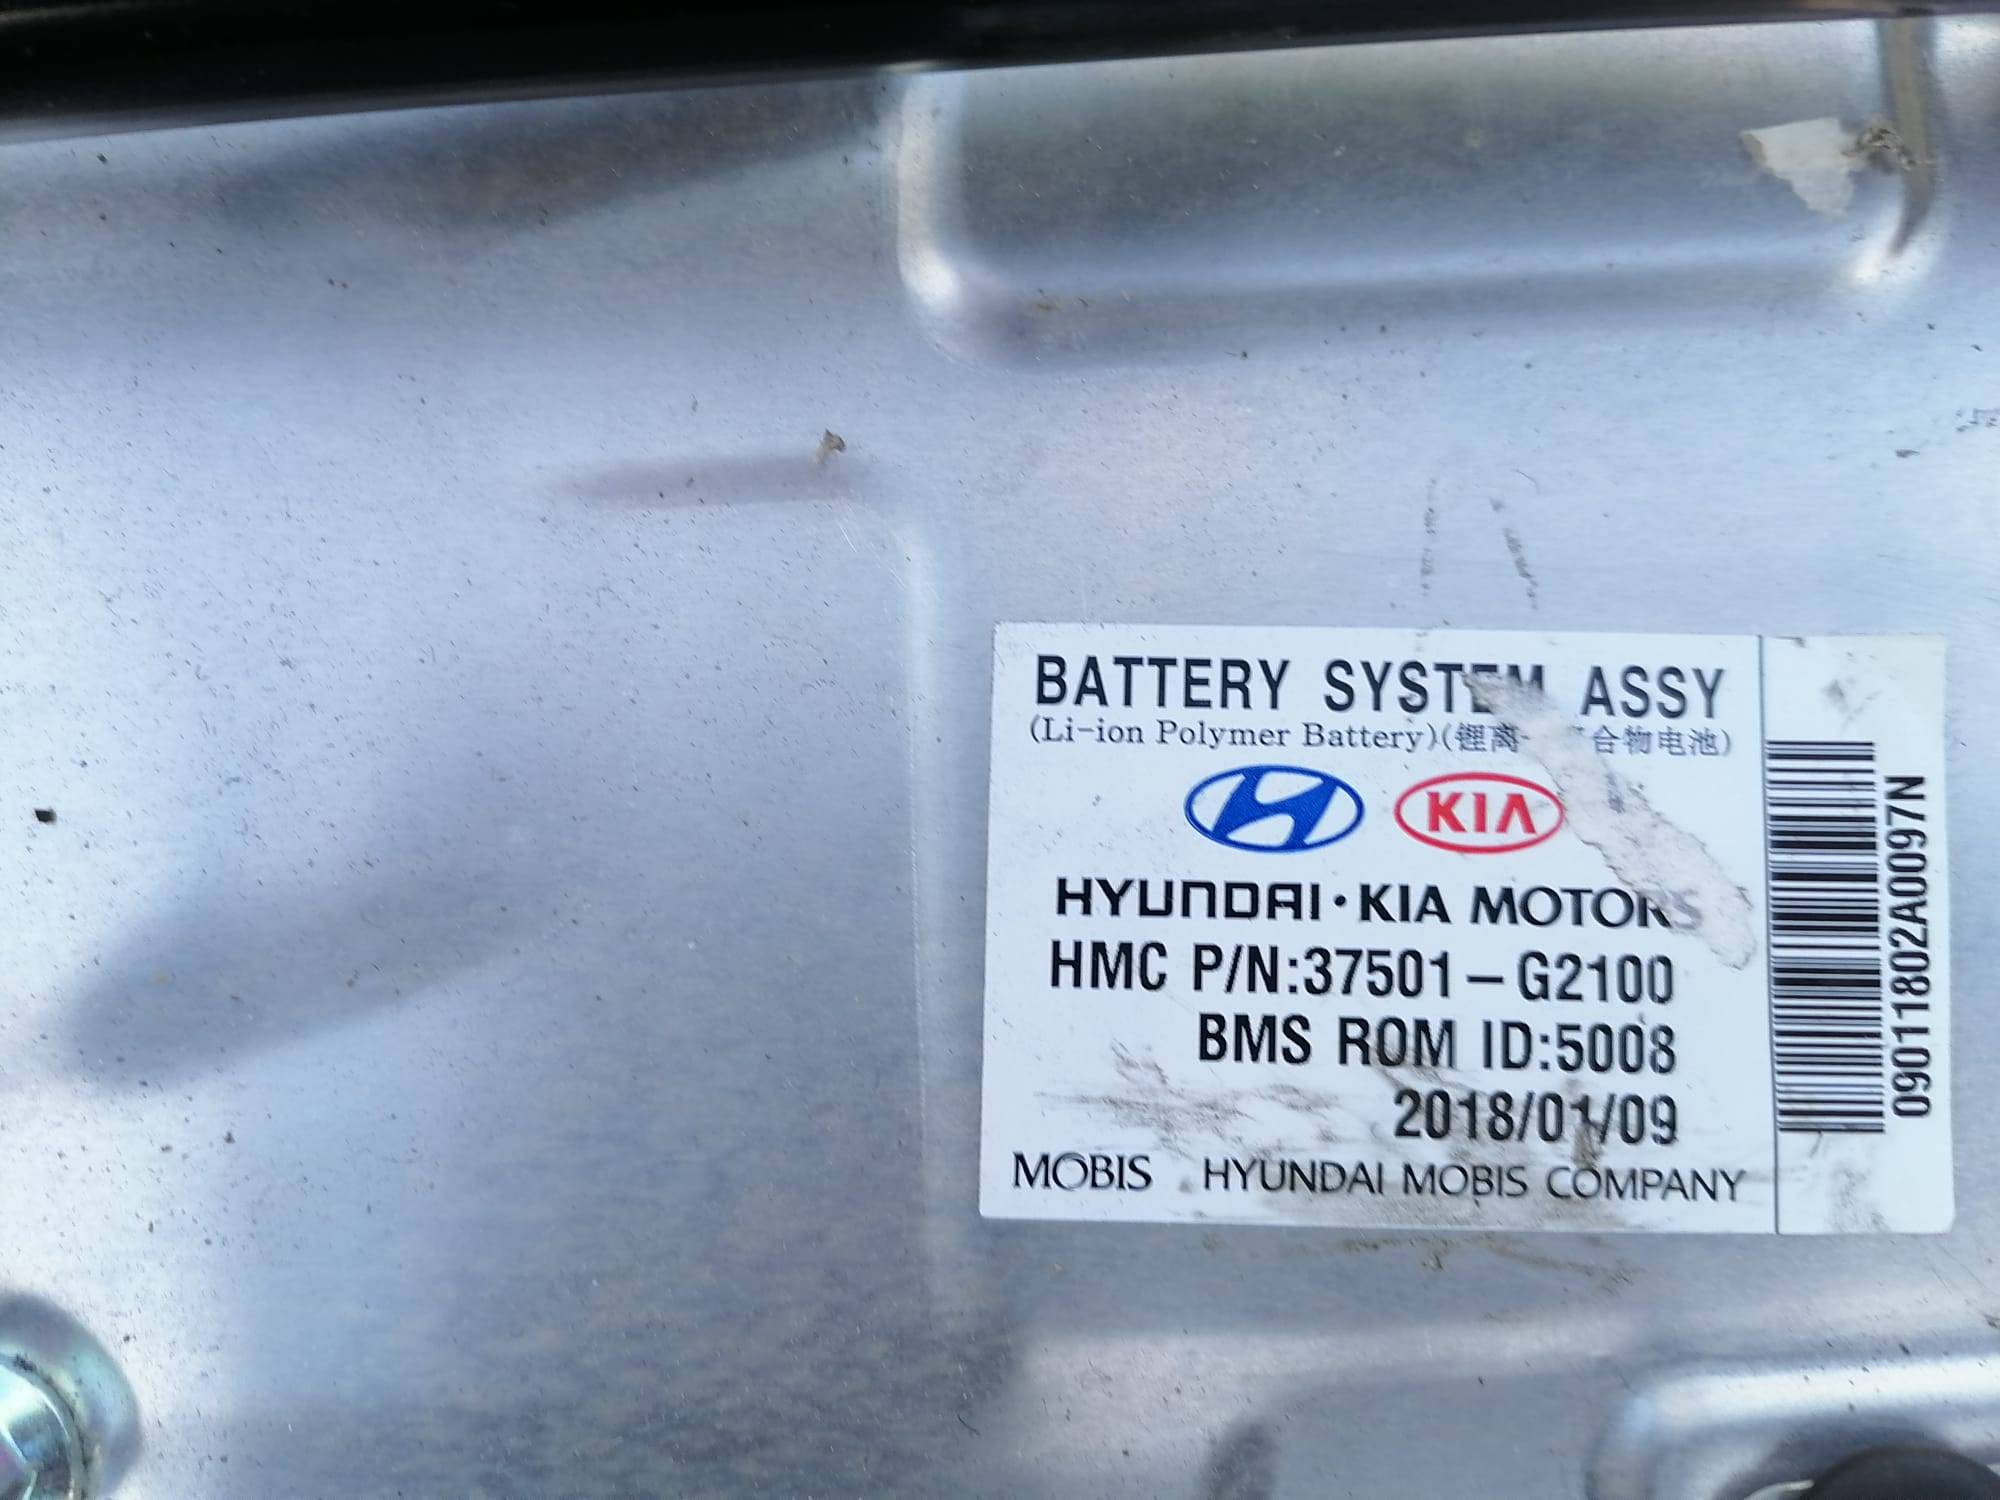 BATTERY SYSTEM ASSY
(Li-ion Polymer Battery)(锂离 合物电池)
KIA
HYUNDAI·KIA MOTORS
HMC P/N:37501-G2100
BMS ROM ID:5008
2018/01/09
MOBIS HYUNDAI MOBIS COMPANY
09011802A0097N